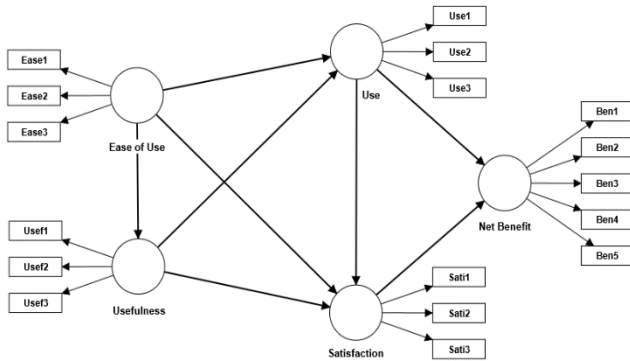 Use1
Use2
Use3
Use
Ease1
Ease2
Ease3
Ease of Use
Ben1
Ben2
Ben3
Ben4
Ben5
Net Benefit
Usef1
Usef2
Usef3
Usefulness
Sati1
Sati2
Sati3
Satisfaction